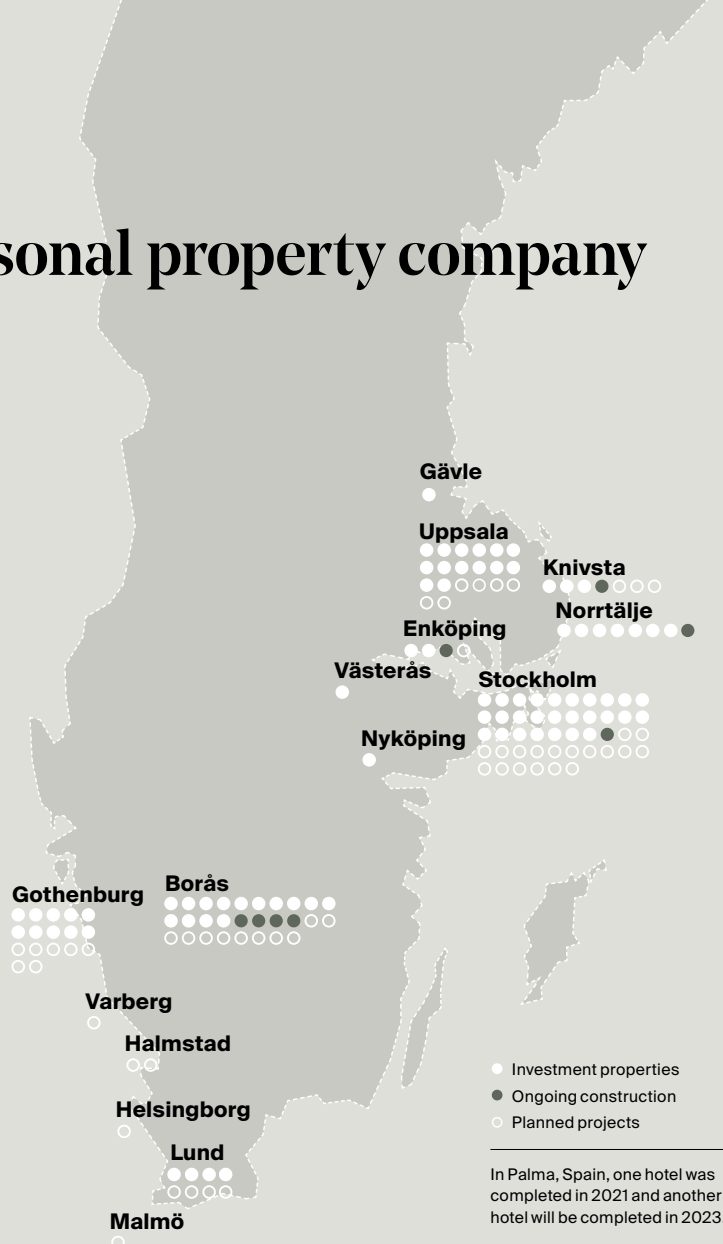 sonal property company
Gävle
Uppsala
Knivsta
Norrtälje
Enköping
Västerås
Stockholm
Nyköping
Borås
Gothenburg
Varberg
Halmstad
Helsingborg
Lund
Malmö
Investment properties
Ongoing construction
Planned projects
In Palma, Spain, one hotel was
completed in 2021 and another
hotel will be completed in 2023